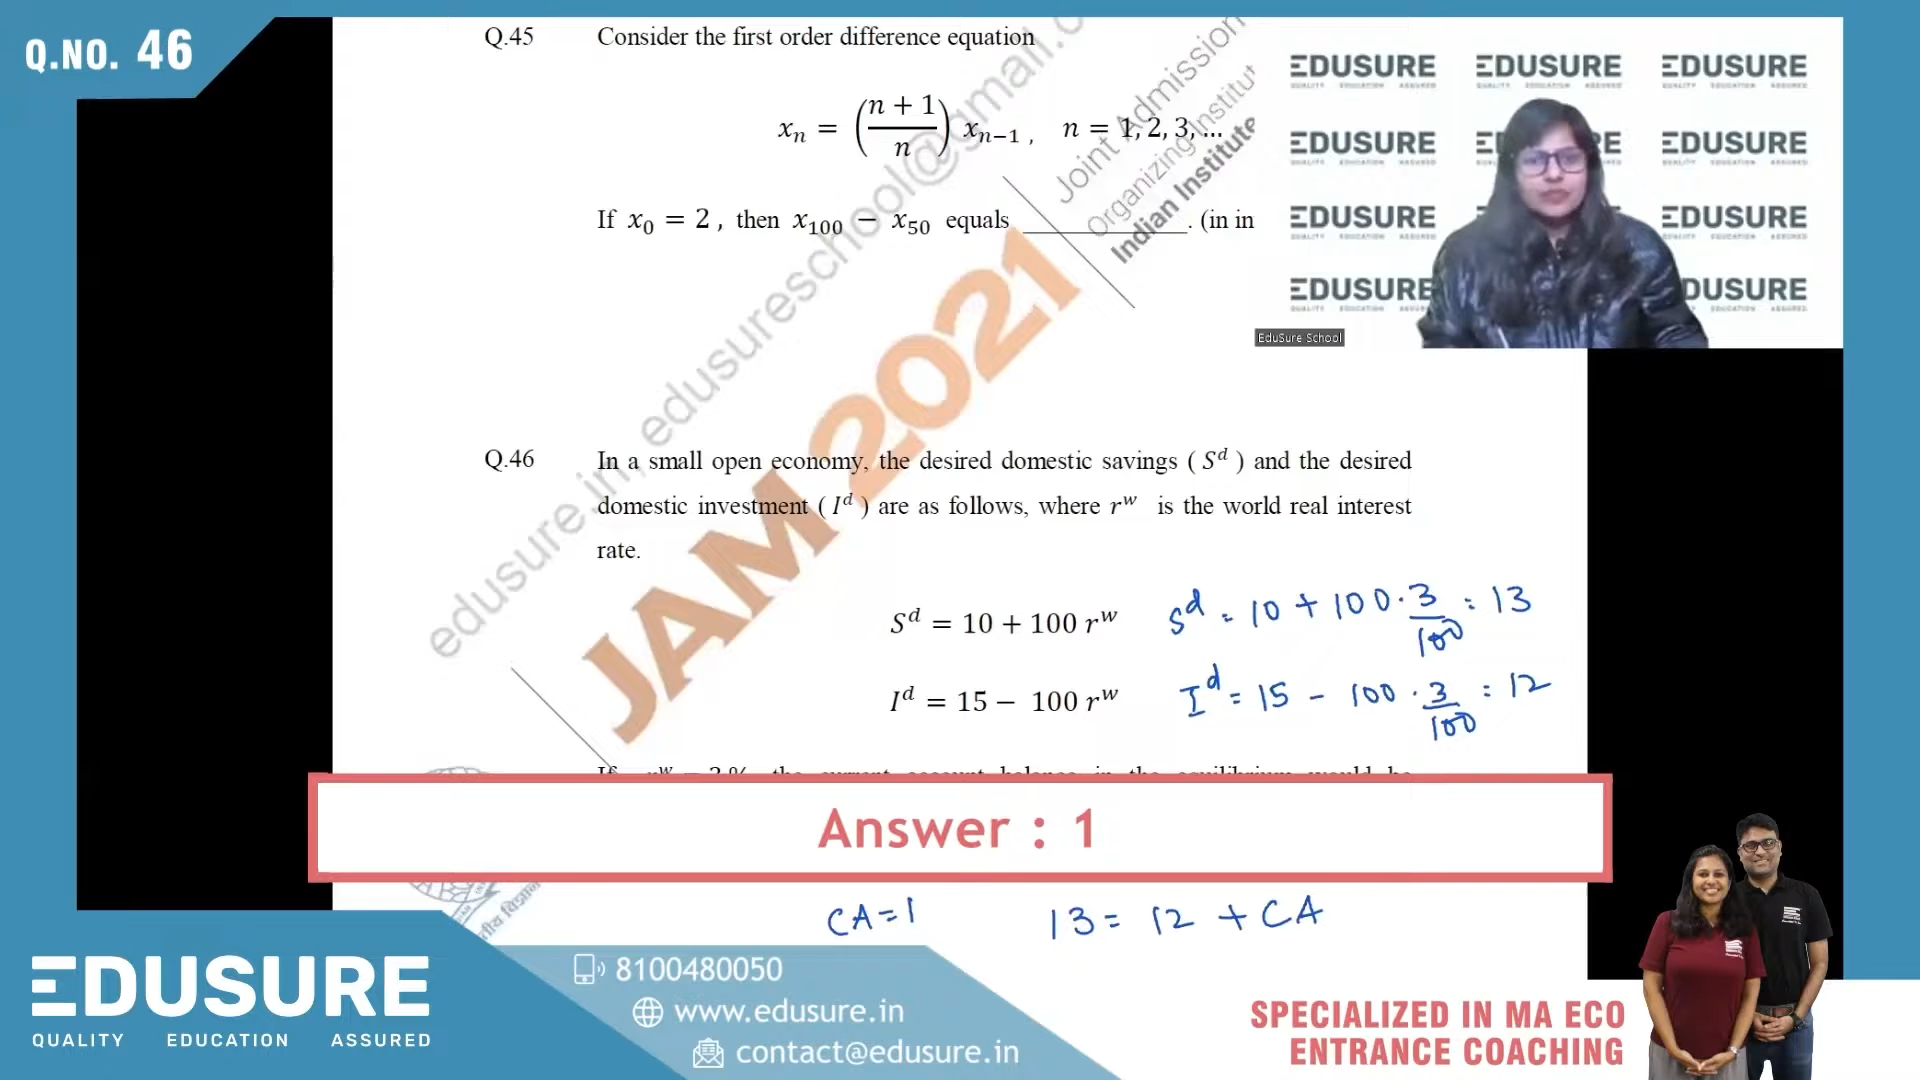 Q.NO. 46
Q.45 Consider the first order difference equation
xₙ = ((n + 1)/n) xₙ₋₁ , n = 1, 2, 3, ...
If x₀ = 2 , then x₁₀₀ − x₅₀ equals ____________. (in in
Joint Admission
Organizing Institut
Indian Institute
edusure.in, edusureschool@gmail.c
JAM 2021
EDUSURE EDUSURE EDUSURE
QUALITY EDUCATION ASSURED
EDUSURE EDUSURE
EDUSURE EDUSURE
EDUSURE DUSURE
EduSure School
Q.46 In a small open economy, the desired domestic savings ( Sᵈ ) and the desired
domestic investment ( Iᵈ ) are as follows, where rʷ is the world real interest
rate.
Sᵈ = 10 + 100 rʷ
Sᵈ = 10 + 100 · 3/100 = 13
Iᵈ = 15 − 100 rʷ
Iᵈ = 15 − 100 · 3/100 = 12
Answer : 1
CA = 1 13 = 12 + CA
EDUSURE
QUALITY EDUCATION ASSURED
8100480050
www.edusure.in
contact@edusure.in
SPECIALIZED IN MA ECO
ENTRANCE COACHING